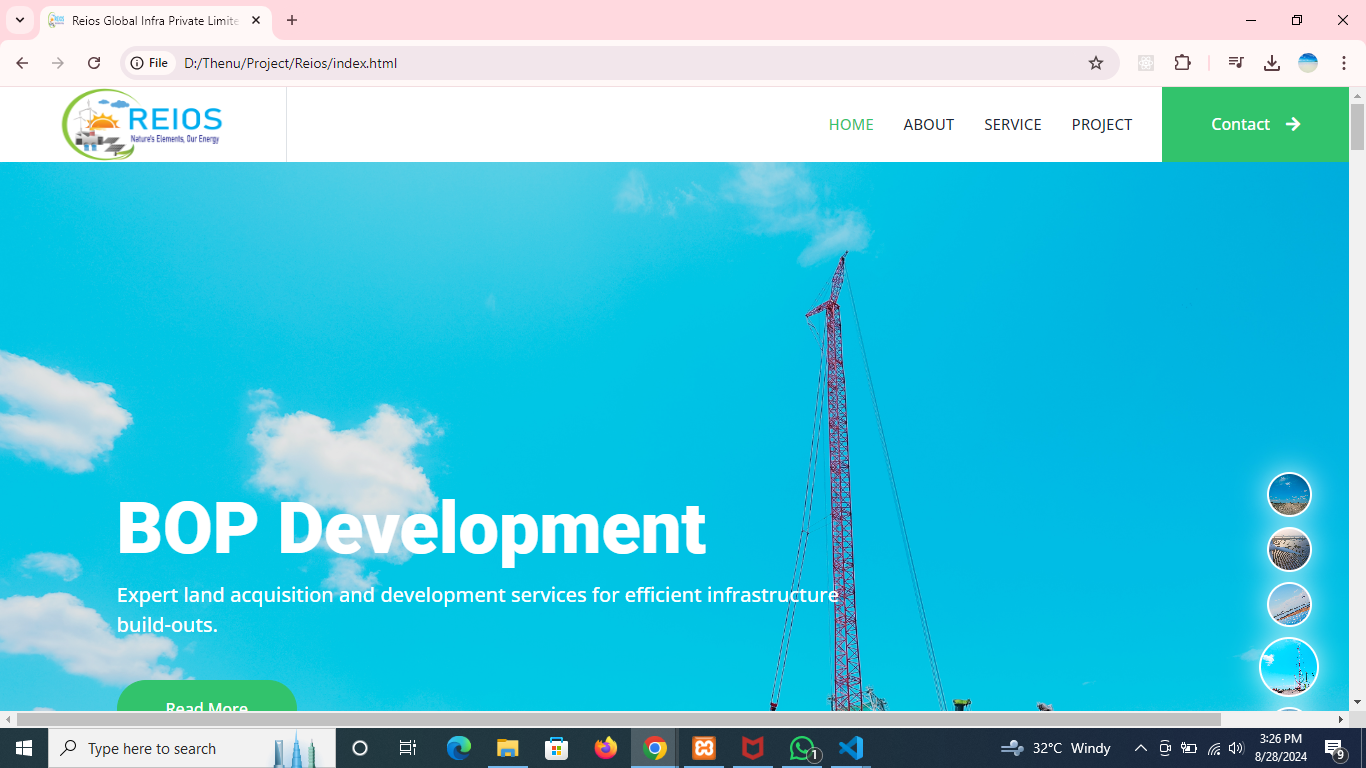 Reios Global Infra Private Limite
File
D:/Thenu/Project/Reios/index.html
REIOS
Nature's Elements, Our Energy
HOME
ABOUT
SERVICE
PROJECT
Contact
BOP Development
Expert land acquisition and development services for efficient infrastructure
build-outs.
Read More
Type here to search
1
32°C Windy
3:26 PM
8/28/2024
9